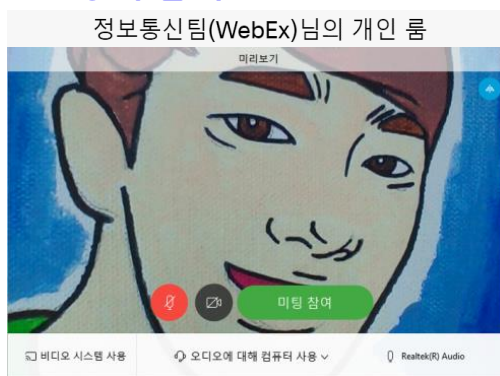 정보통신팀(WebEx)님의 개인 룸
미리보기
미팅 참여
비디오 시스템 사용
오디오에 대해 컴퓨터 사용
Realtek(R) Audio